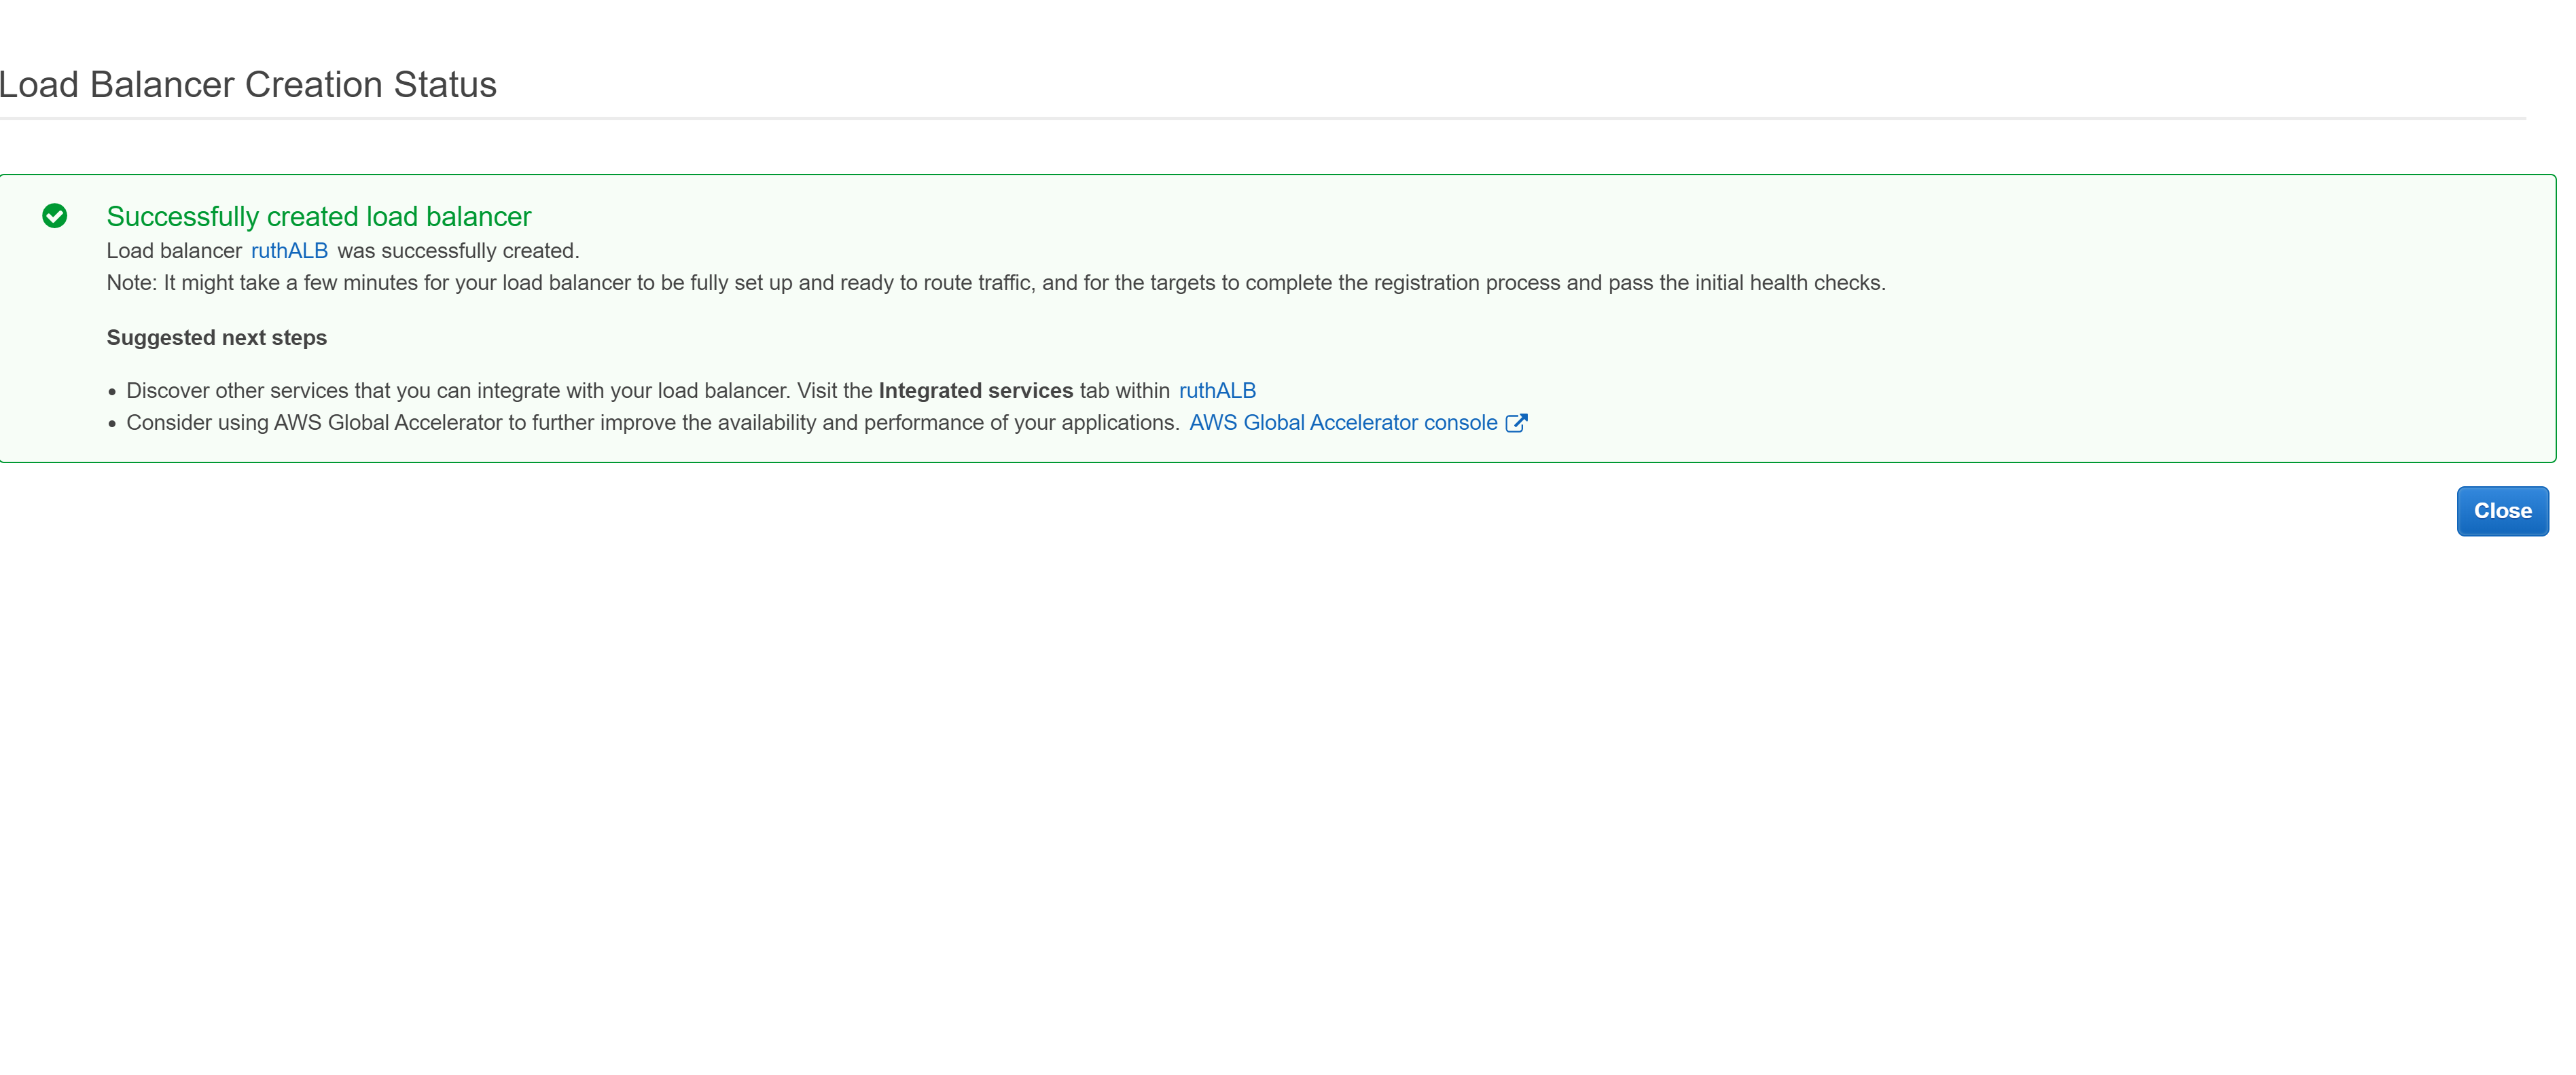 Load Balancer Creation Status
Successfully created load balancer
Load balancer ruthALB was successfully created.
Note: It might take a few minutes for your load balancer to be fully set up and ready to route traffic, and for the targets to complete the registration process and pass the initial health checks.
Suggested next steps
• Discover other services that you can integrate with your load balancer. Visit the Integrated services tab within ruthALB
• Consider using AWS Global Accelerator to further improve the availability and performance of your applications. AWS Global Accelerator console
Close